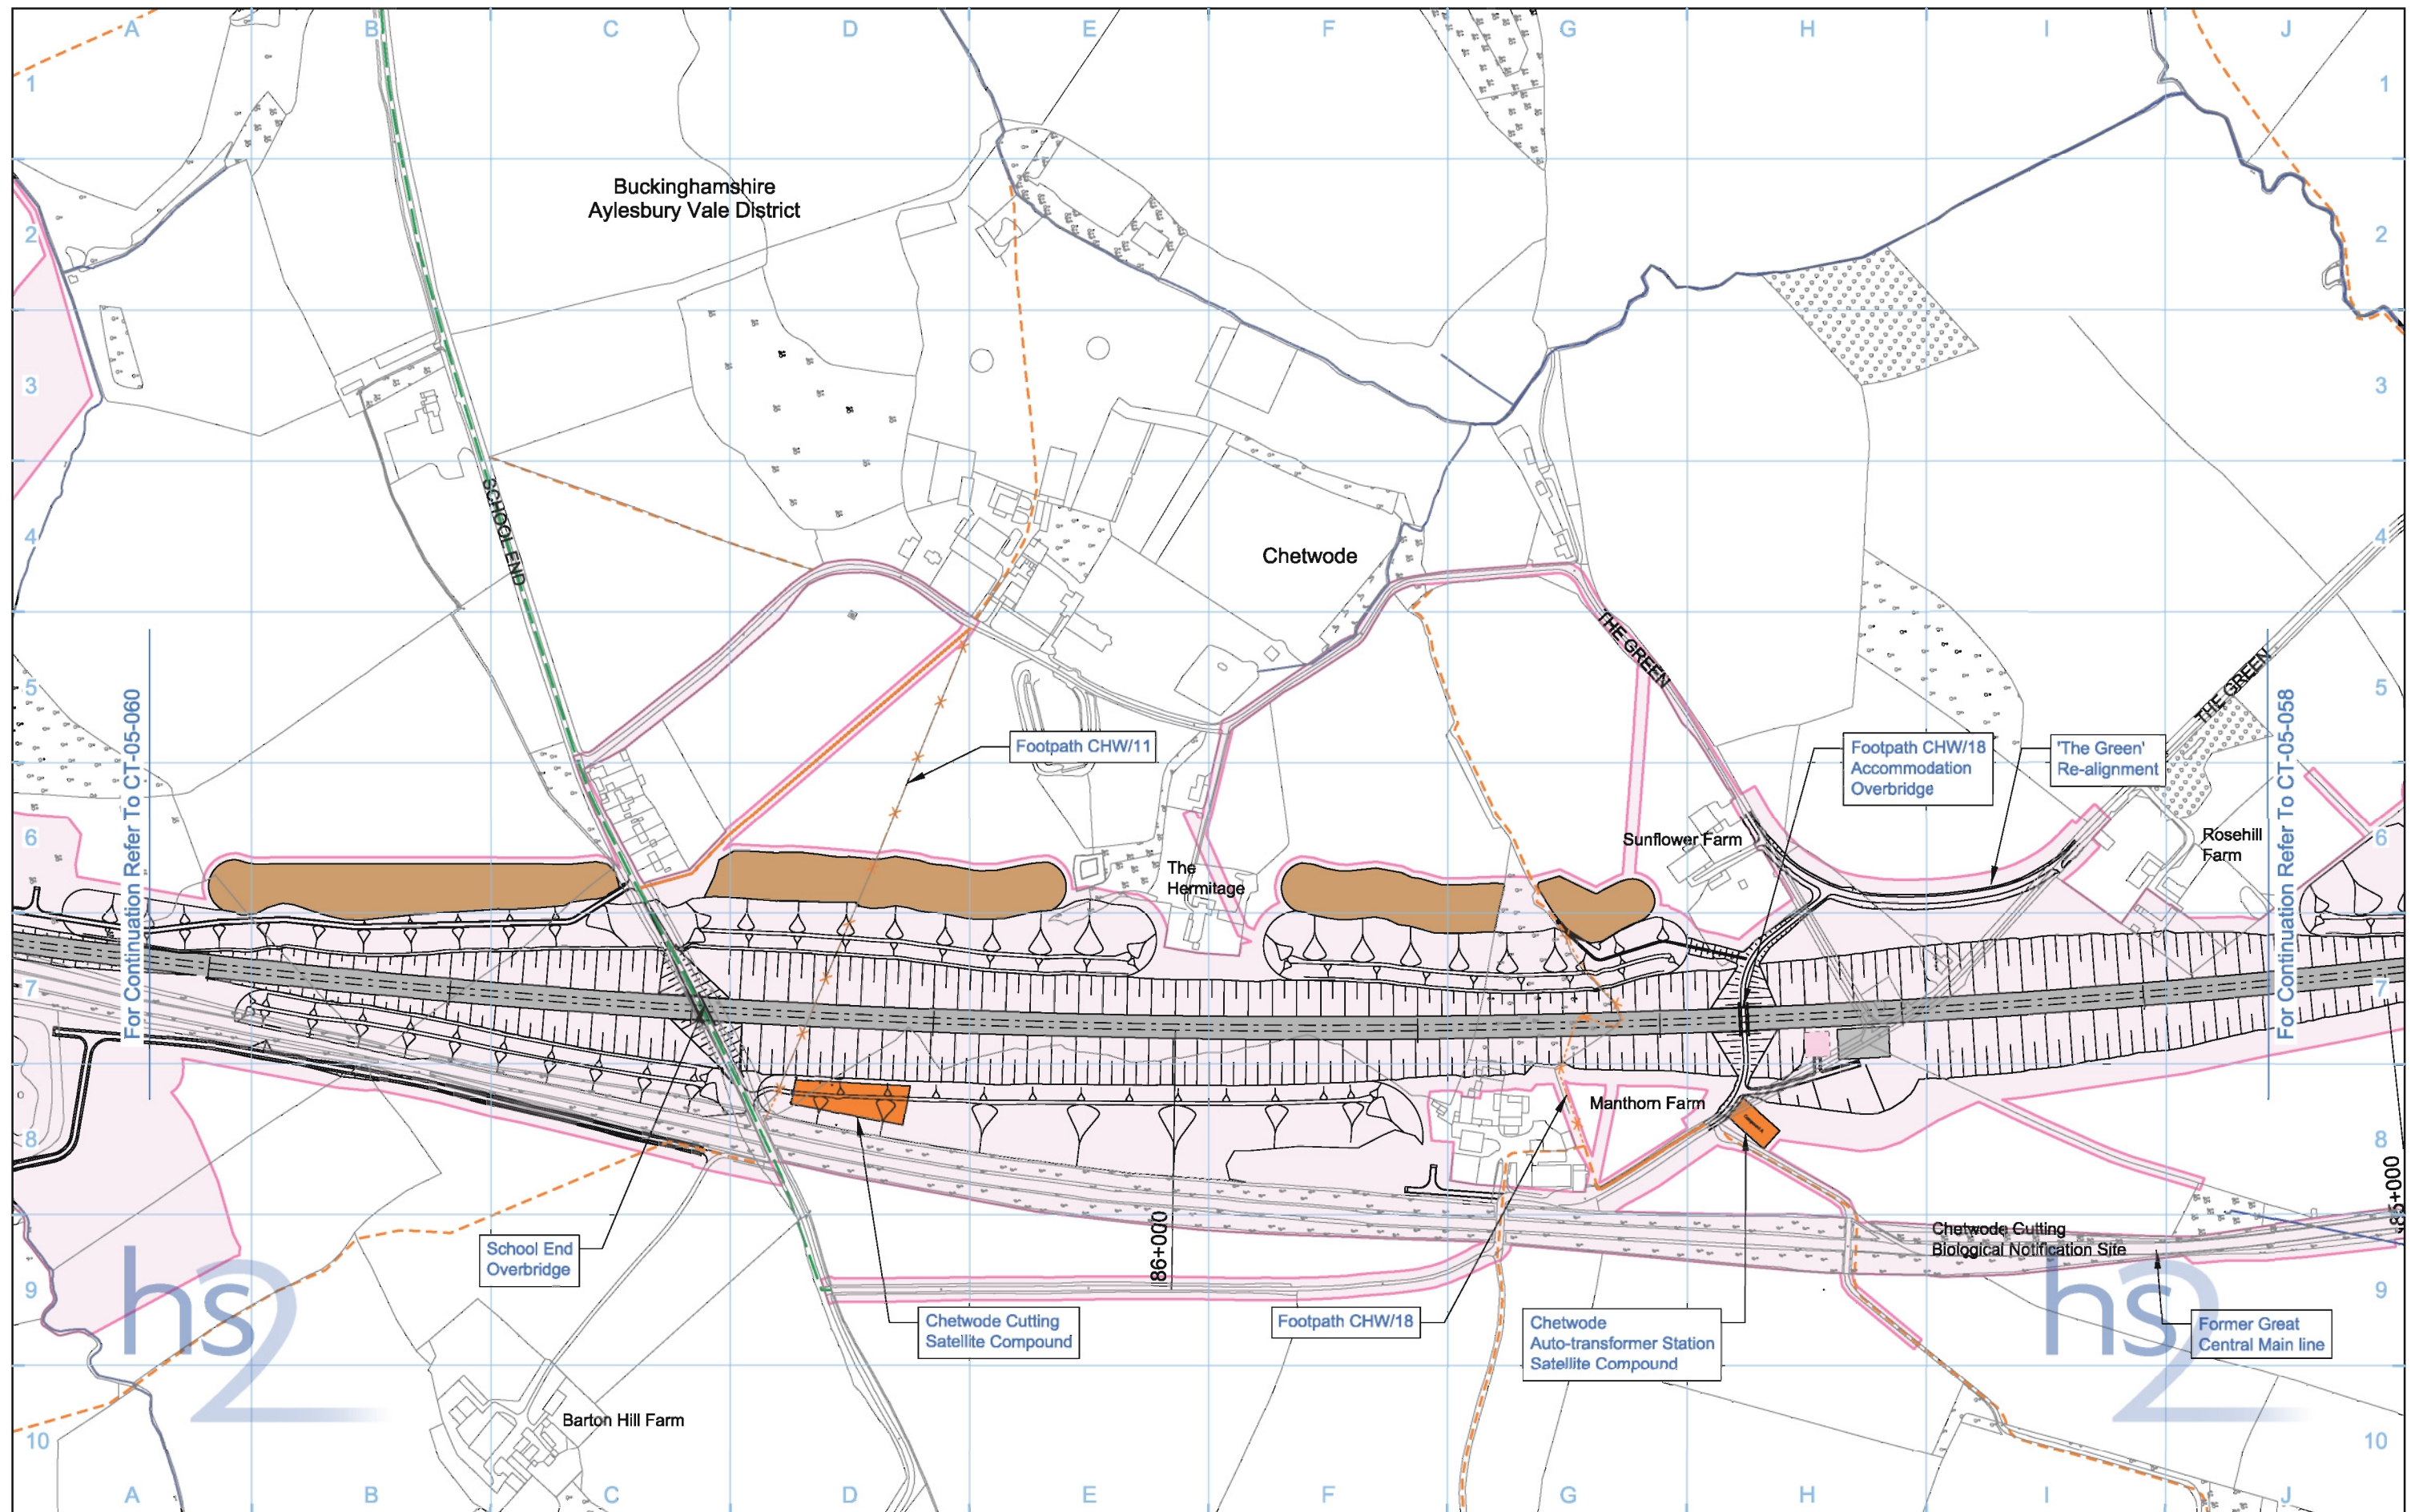 A B C D E F G H I J
1 1
Buckinghamshire
Aylesbury Vale District
2 2
3 3
SCHOOL END
4 4
Chetwode
THE GREEN
THE GREEN
5 5
For Continuation Refer To CT-05-060
For Continuation Refer To CT-05-058
Footpath CHW/11
Footpath CHW/18
Accommodation
Overbridge
'The Green'
Re-alignment
6 6
Sunflower Farm
Rosehill
Farm
The
Hermitage
7 7
Manthorn Farm
8 8
85+000
86+000
Chetwode Cutting
Biological Notification Site
School End
Overbridge
9 9
hs2
hs2
Chetwode Cutting
Satellite Compound
Footpath CHW/18
Chetwode
Auto-transformer Station
Satellite Compound
Former Great
Central Main line
Barton Hill Farm
10 10
A B C D E F G H I J